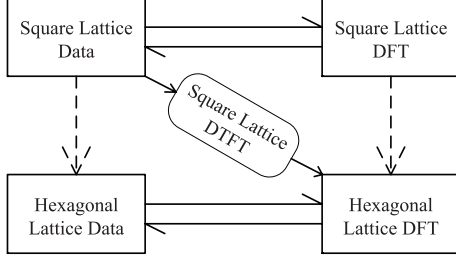 Square Lattice
Data
Square Lattice
DFT
Square Lattice
DTFT
Hexagonal
Lattice Data
Hexagonal
Lattice DFT